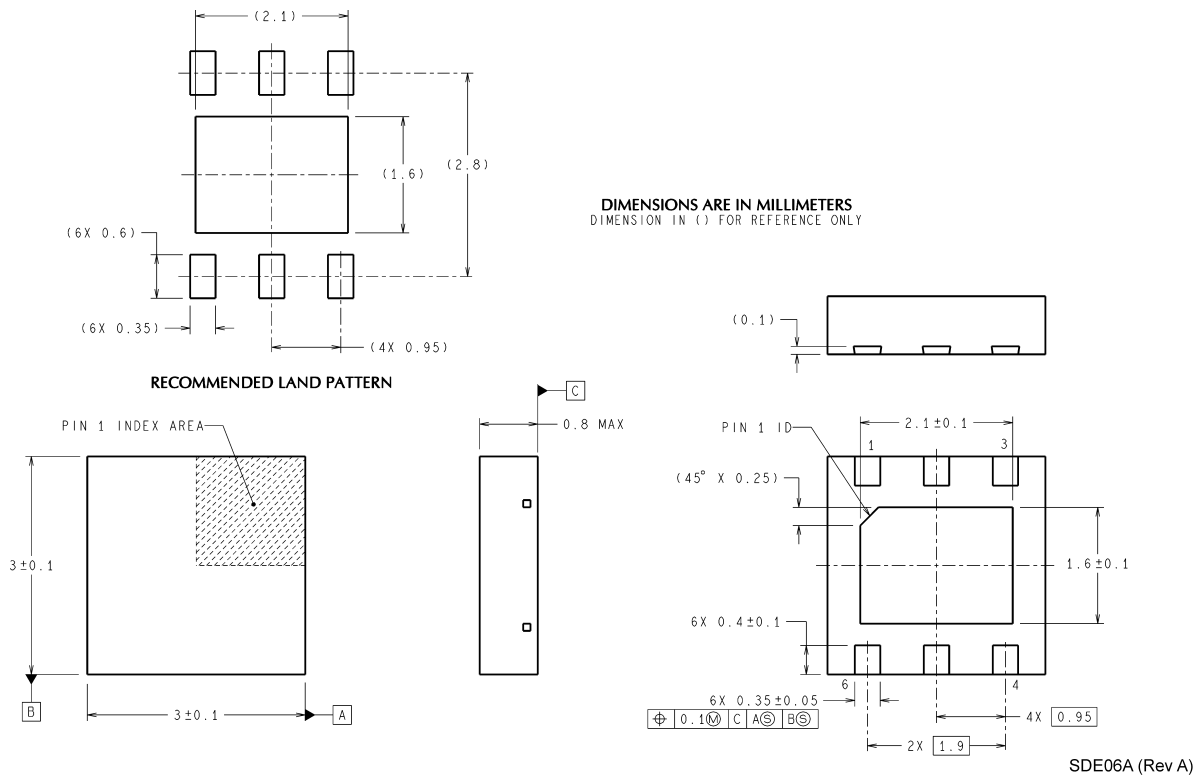 (2.1)
(2.8)
(1.6)
(6X 0.6)
(6X 0.35)
(4X 0.95)
RECOMMENDED LAND PATTERN
DIMENSIONS ARE IN MILLIMETERS
DIMENSION IN () FOR REFERENCE ONLY
(0.1)
C
PIN 1 INDEX AREA
0.8 MAX
3±0.1
B
3±0.1
A
PIN 1 ID
2.1±0.1
1
3
(45° X 0.25)
1.6±0.1
6X 0.4±0.1
6
4
6X 0.35±0.05
⌖ 0.1Ⓜ C AⓈ BⓈ
4X 0.95
2X 1.9
SDE06A (Rev A)